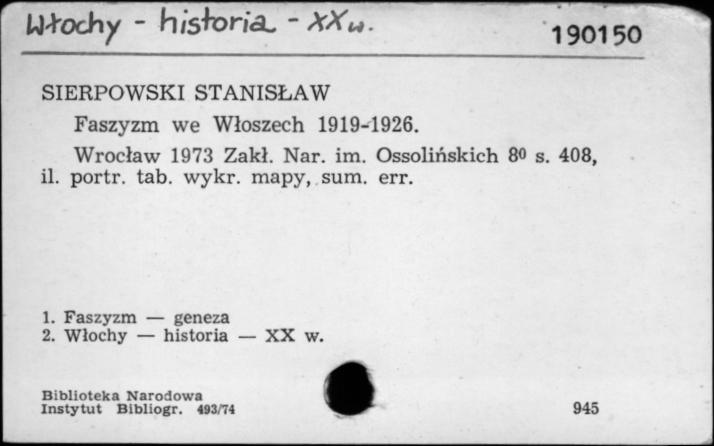 Włochy - historia - XX w.
190150
SIERPOWSKI STANISŁAW
Faszyzm we Włoszech 1919-1926.
Wrocław 1973 Zakł. Nar. im. Ossolińskich 8⁰ s. 408,
il. portr. tab. wykr. mapy, sum. err.
1. Faszyzm — geneza
2. Włochy — historia — XX w.
Biblioteka Narodowa
Instytut Bibliogr. 493/74
945